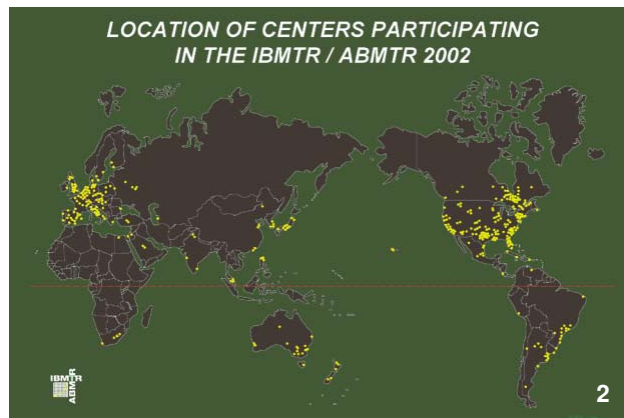 LOCATION OF CENTERS PARTICIPATING
IN THE IBMTR / ABMTR 2002
IBMTR
ABMTR
2